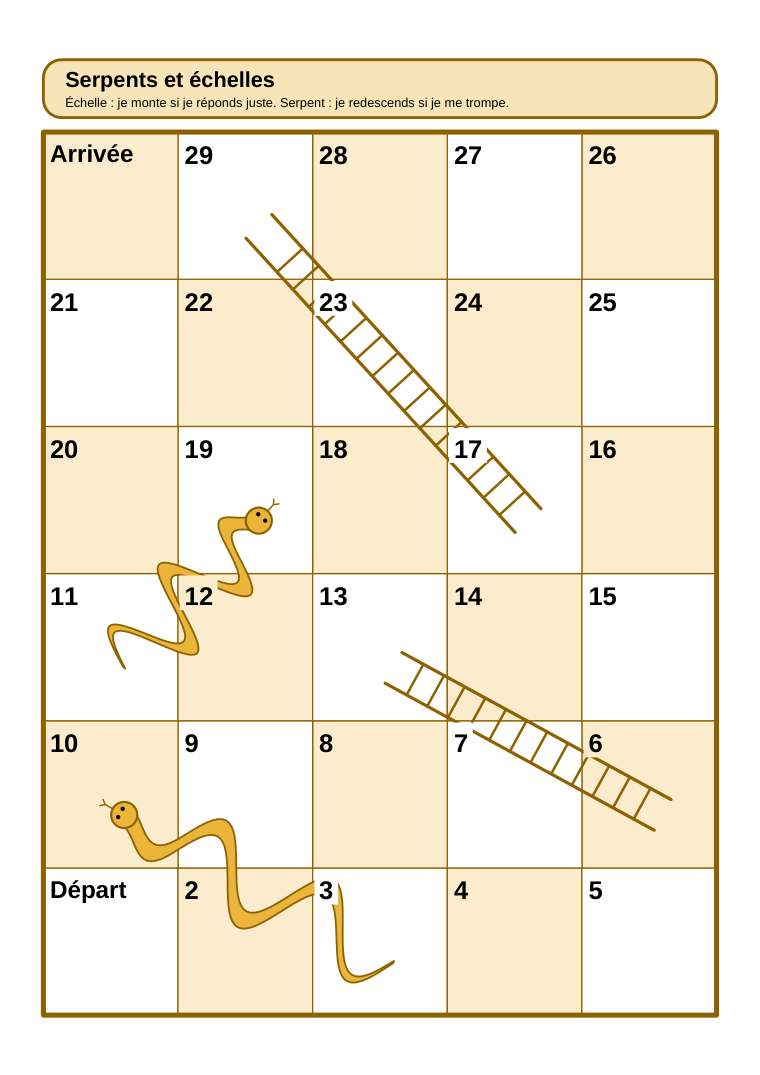 Serpents et échelles
Échelle : je monte si je réponds juste. Serpent : je redescends si je me trompe.
Arrivée 29 28 27 26
21 22 23 24 25
20 19 18 17 16
11 12 13 14 15
10 9 8 7 6
Départ 2 3 4 5